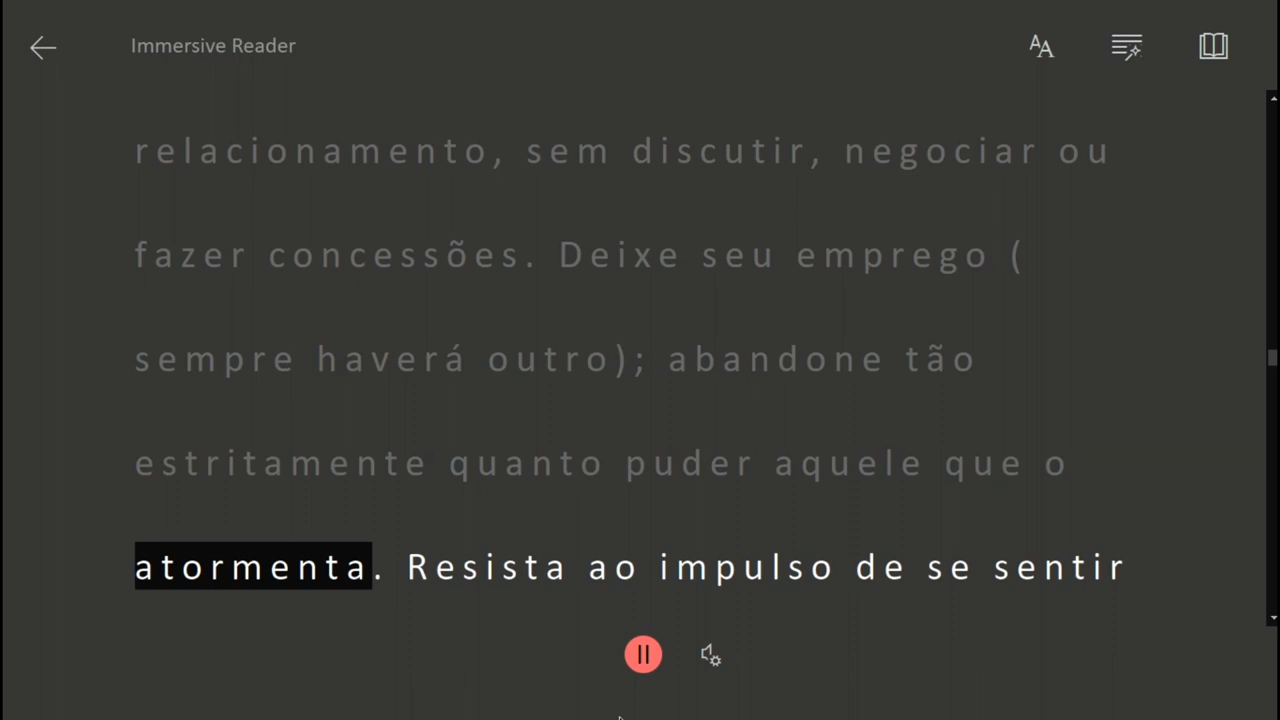 Immersive Reader
relacionamento, sem discutir, negociar ou
fazer concessões. Deixe seu emprego (
sempre haverá outro); abandone tão
estritamente quanto puder aquele que o
atormenta. Resista ao impulso de se sentir